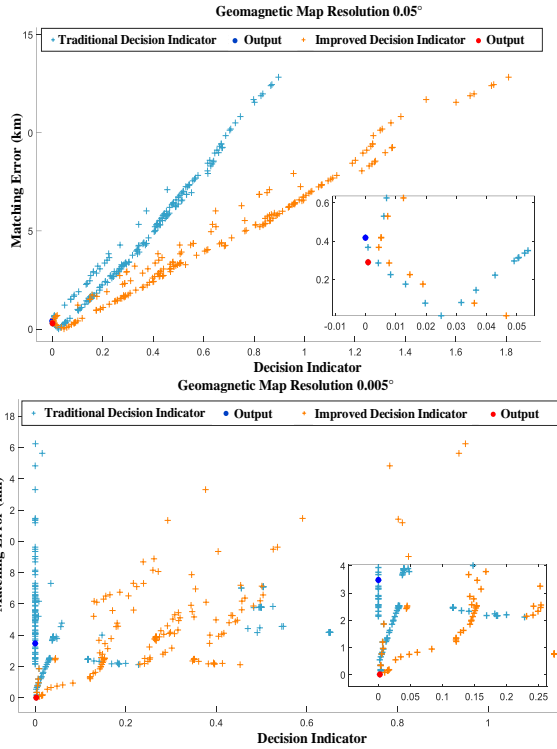 Geomagnetic Map Resolution 0.05°
15
Traditional Decision Indicator Output Improved Decision Indicator Output
0
5
0
Matching Error (km)
0.6
0.4
0.2
-0.01 0 0.01 0.02 0.03 0.04 0.05
0 0.2 0.4 0.6 0.8 1 1.2 1.4 1.6 1.8
Decision Indicator
Geomagnetic Map Resolution 0.005°
18
Traditional Decision Indicator Output Improved Decision Indicator Output
6
4
2
0
8
6
4
2
0
4
3
2
1
0
0 0.05 0.1 0.15 0.2 0.25
0 0.2 0.4 0.6 0.8 1
Decision Indicator